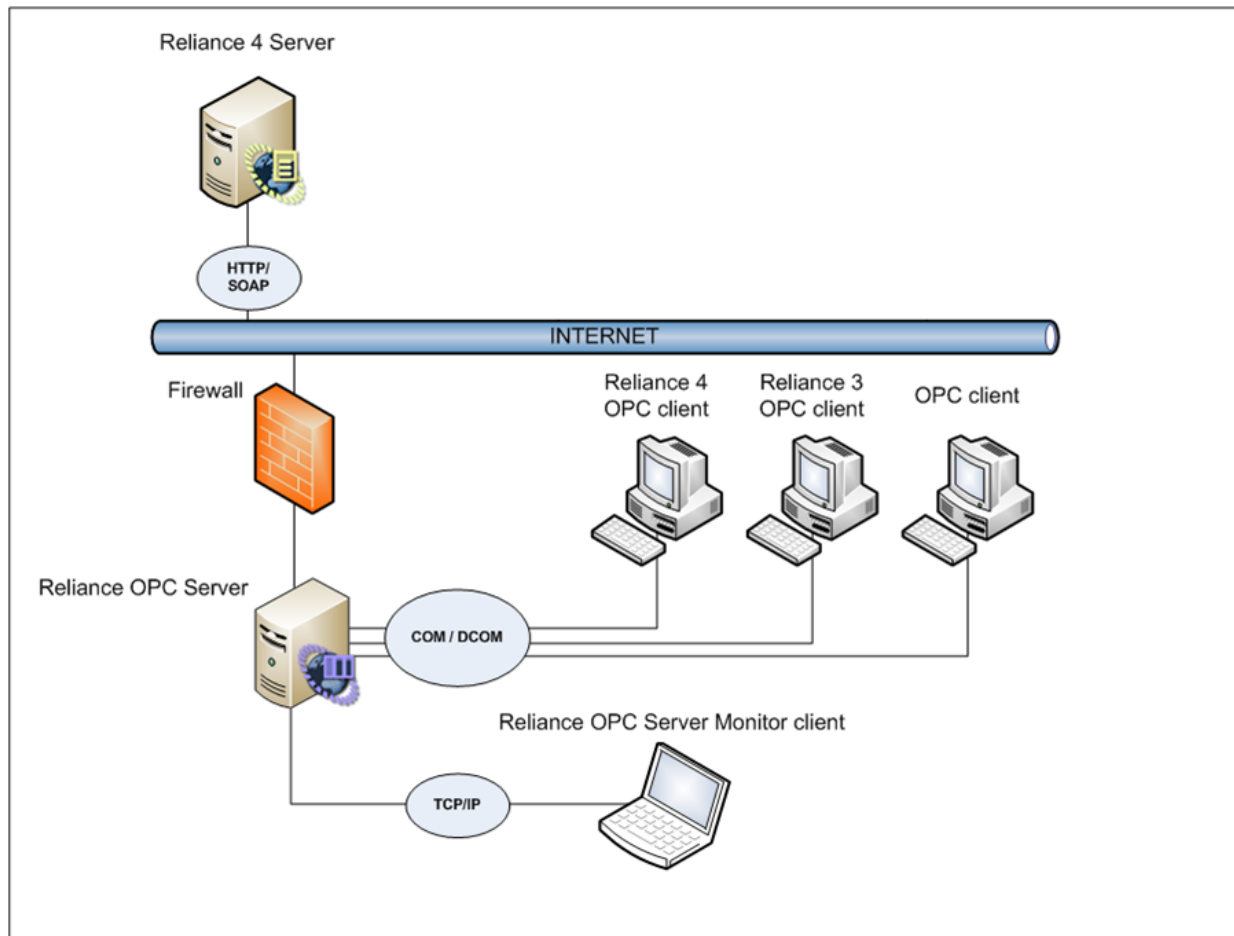 Reliance 4 Server
HTTP/
SOAP
INTERNET
Firewall
Reliance 4
OPC client
Reliance 3
OPC client
OPC client
Reliance OPC Server
COM / DCOM
Reliance OPC Server Monitor client
TCP/IP